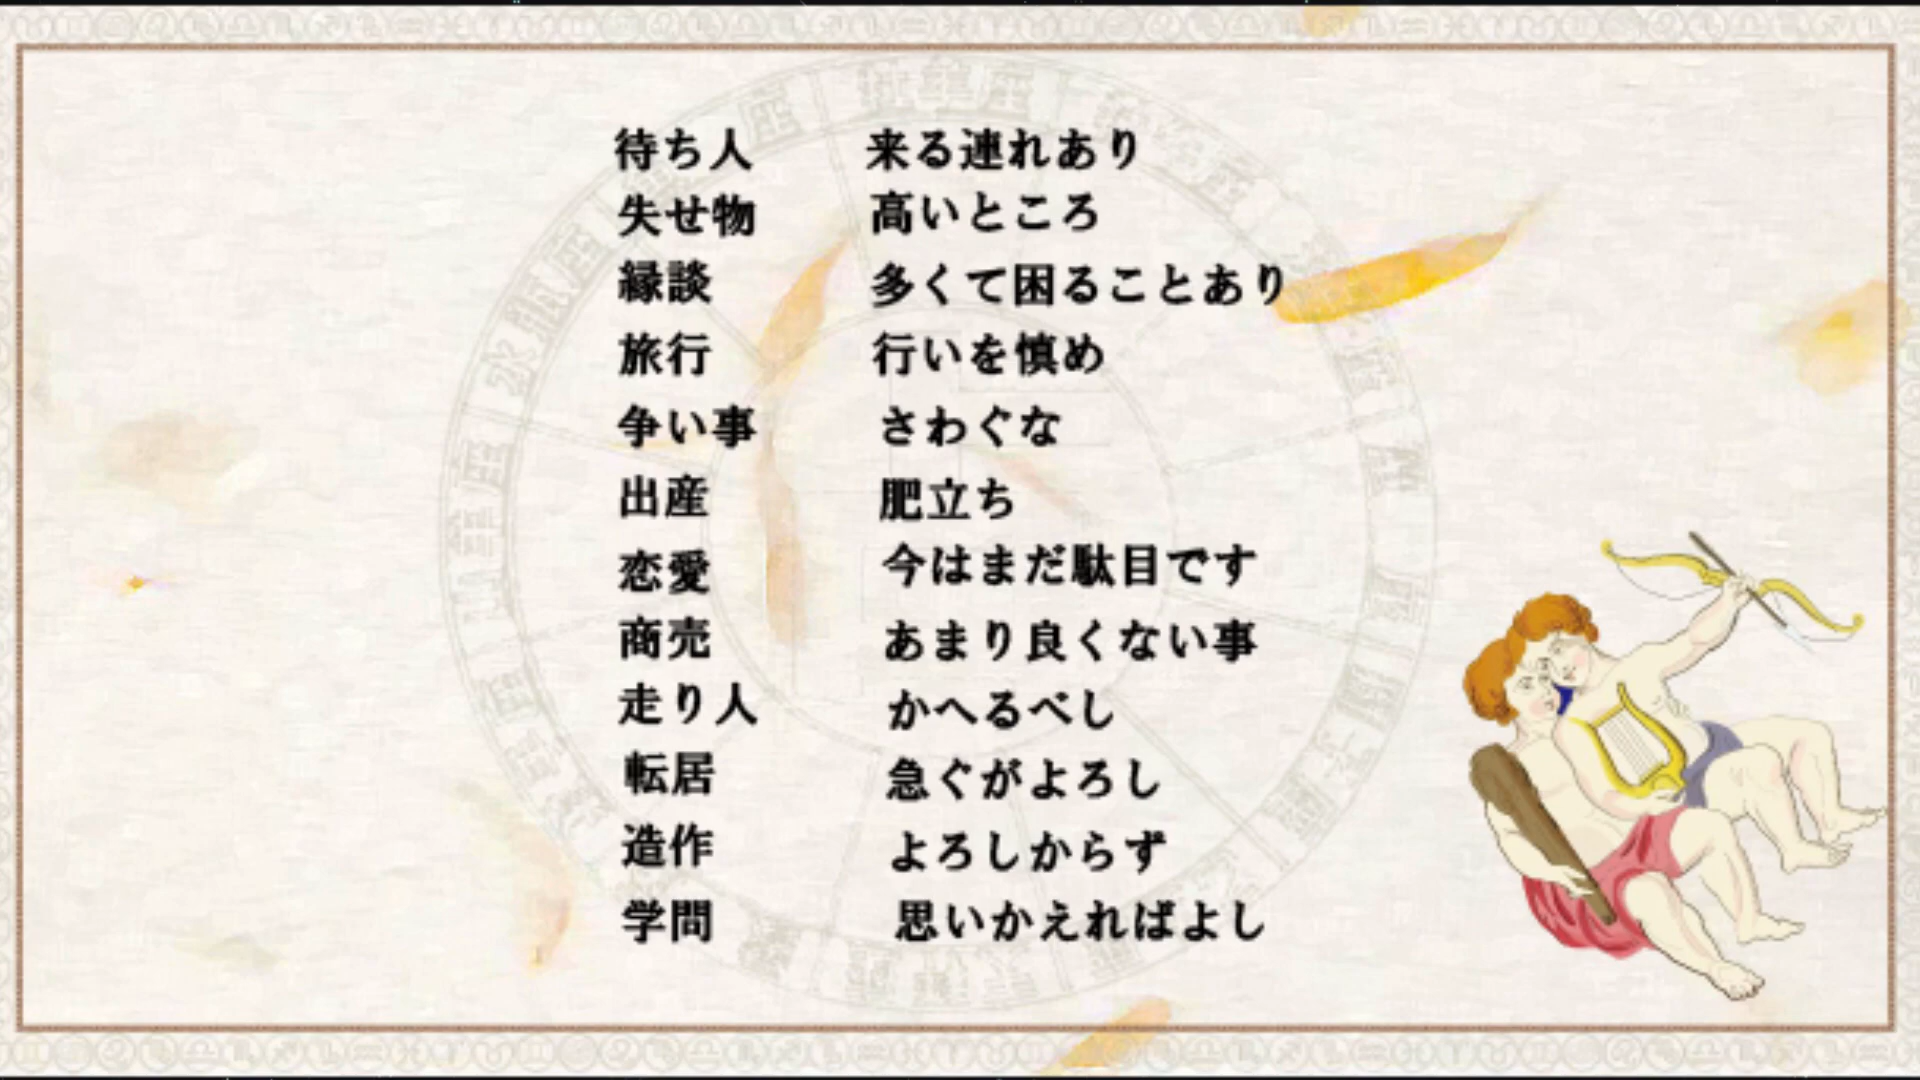 待ち人 来る連れあり
失せ物 高いところ
縁談 多くて困ることあり
旅行 行いを慎め
争い事 さわぐな
出産 肥立ち
恋愛 今はまだ駄目です
商売 あまり良くない事
走り人 かへるべし
転居 急ぐがよろし
造作 よろしからず
学問 思いかえればよし